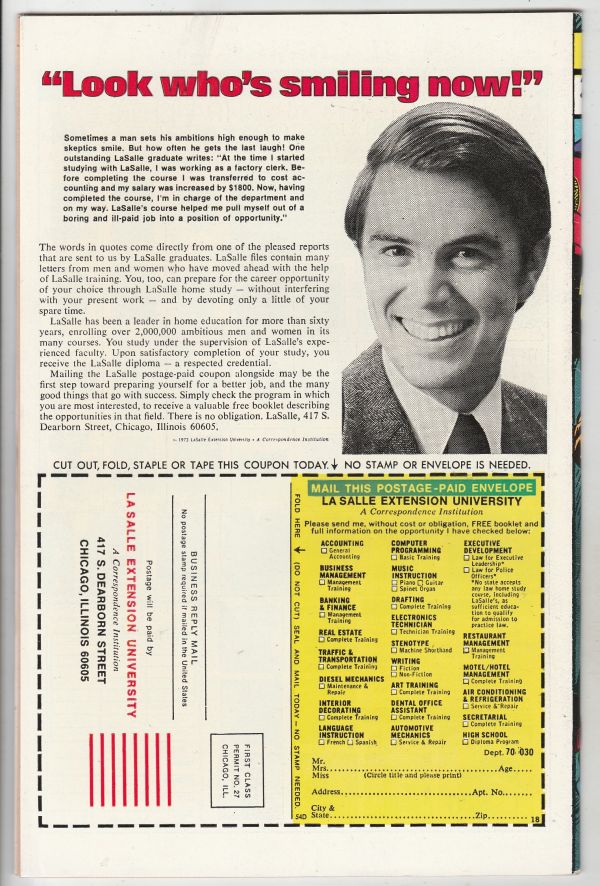 “Look who’s smiling now!”
Sometimes a man sets his ambitions high enough to make
skeptics smile. But how often he gets the last laugh! One
outstanding LaSalle graduate writes: “At the time I started
studying with LaSalle, I was working as a factory clerk. Be-
fore completing the course I was transferred to cost ac-
counting and my salary was increased by $1800. Now, having
completed the course, I’m in charge of the department and
on my way. LaSalle’s course helped me pull myself out of a
boring and ill-paid job into a position of opportunity.”
The words in quotes come directly from one of the pleased reports
that are sent to us by LaSalle graduates. LaSalle files contain many
letters from men and women who have moved ahead with the help
of LaSalle training. You, too, can prepare for the career opportunity
of your choice through LaSalle home study — without interfering
with your present work — and by devoting only a little of your
spare time.
LaSalle has been a leader in home education for more than sixty
years, enrolling over 2,000,000 ambitious men and women in its
many courses. You study under the supervision of LaSalle’s expe-
rienced faculty. Upon satisfactory completion of your study, you
receive the LaSalle diploma — a respected credential.
Mailing the LaSalle postage-paid coupon alongside may be the
first step toward preparing yourself for a better job, and the many
good things that go with success. Simply check the program in which
you are most interested, to receive a valuable free booklet describing
the opportunities in that field. There is no obligation. LaSalle, 417 S.
Dearborn Street, Chicago, Illinois 60605.
LaSalle Extension University • A Correspondence Institution
CUT OUT, FOLD, STAPLE OR TAPE THIS COUPON TODAY. ↓ NO STAMP OR ENVELOPE IS NEEDED.
FIRST CLASS
PERMIT NO. 27
CHICAGO, ILL.
BUSINESS REPLY MAIL
No postage stamp required if mailed in the United States
Postage will be paid by
LA SALLE EXTENSION UNIVERSITY
A Correspondence Institution
417 S. DEARBORN STREET
CHICAGO, ILLINOIS 60605
FOLD HERE ↑ (DO NOT CUT) SEAL AND MAIL TODAY – NO STAMP NEEDED.
MAIL THIS POSTAGE-PAID ENVELOPE
LA SALLE EXTENSION UNIVERSITY
A Correspondence Institution
Please send me, without cost or obligation, FREE booklet and
full information on the opportunity I have checked below:
ACCOUNTING
☐ General
Accounting
BUSINESS
MANAGEMENT
☐ Management
Training
BANKING
& FINANCE
☐ Management
Training
REAL ESTATE
☐ Complete Training
TRAFFIC &
TRANSPORTATION
☐ Complete Training
DIESEL MECHANICS
☐ Maintenance &
Repair
INTERIOR
DECORATING
☐ Complete Training
LANGUAGE
INSTRUCTION
☐ French ☐ Spanish
COMPUTER
PROGRAMMING
☐ Basic Training
MUSIC
INSTRUCTION
☐ Piano ☐ Guitar
☐ Spinet Organ
DRAFTING
☐ Complete Training
ELECTRONICS
TECHNICIAN
☐ Technician Training
STENOTYPE
☐ Machine Shorthand
WRITING
☐ Fiction
☐ Non-Fiction
ART TRAINING
☐ Complete Training
DENTAL OFFICE
ASSISTANT
☐ Complete Training
AUTOMOTIVE
MECHANICS
☐ Service & Repair
EXECUTIVE
DEVELOPMENT
☐ Law for Executive
Leadership*
☐ Law for Police
Officers*
*No state accepts
any law home study
course, including
LaSalle’s, as
sufficient educa-
tion to qualify
for admission to
practice law.
RESTAURANT
MANAGEMENT
☐ Management
Training
MOTEL/HOTEL
MANAGEMENT
☐ Complete Training
AIR CONDITIONING
& REFRIGERATION
☐ Service & Repair
SECRETARIAL
☐ Complete Training
HIGH SCHOOL
☐ Diploma Program
Dept. 70 030
Mr.
Mrs. Age
Miss (Circle title and please print)
Address Apt. No.
City &
State Zip
54D
18